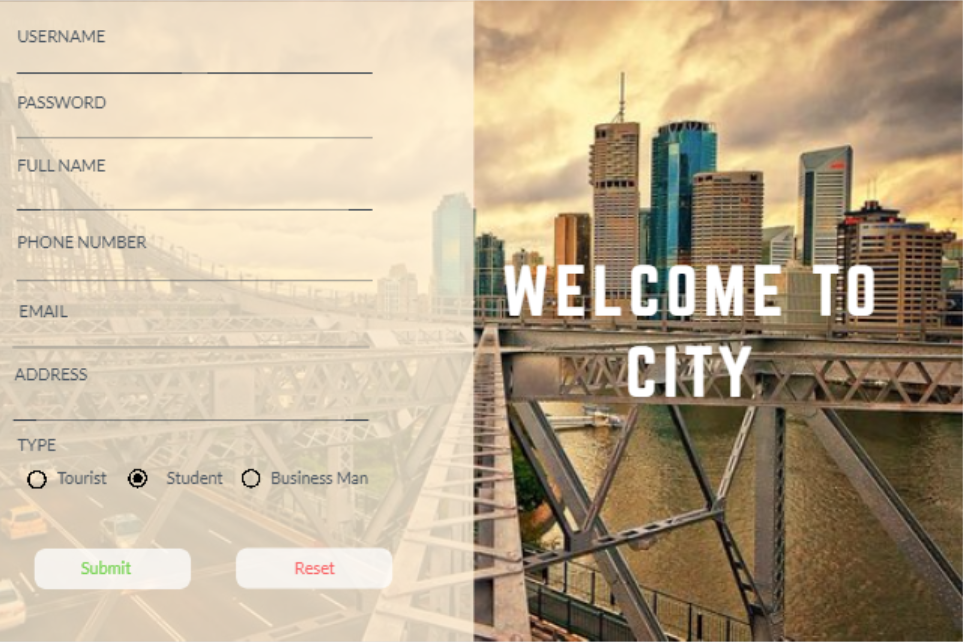 USERNAME
PASSWORD
FULL NAME
PHONE NUMBER
EMAIL
ADDRESS
TYPE
Tourist Student Business Man
Submit Reset
WELCOME TO
CITY